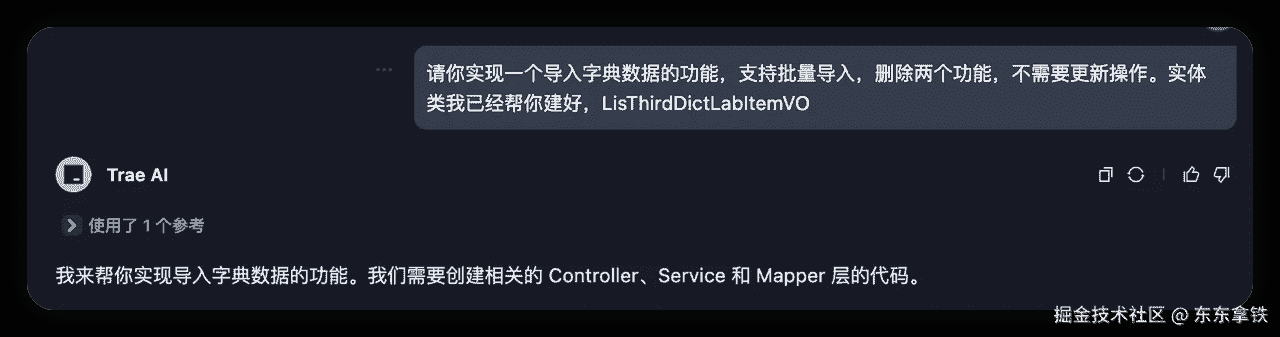 请你实现一个导入字典数据的功能，支持批量导入，删除两个功能，不需要更新操作。实体
类我已经帮你建好，LisThirdDictLabItemVO
Trae AI
使用了 1 个参考
我来帮你实现导入字典数据的功能。我们需要创建相关的 Controller、Service 和 Mapper 层的代码。
掘金技术社区 @ 东东拿铁